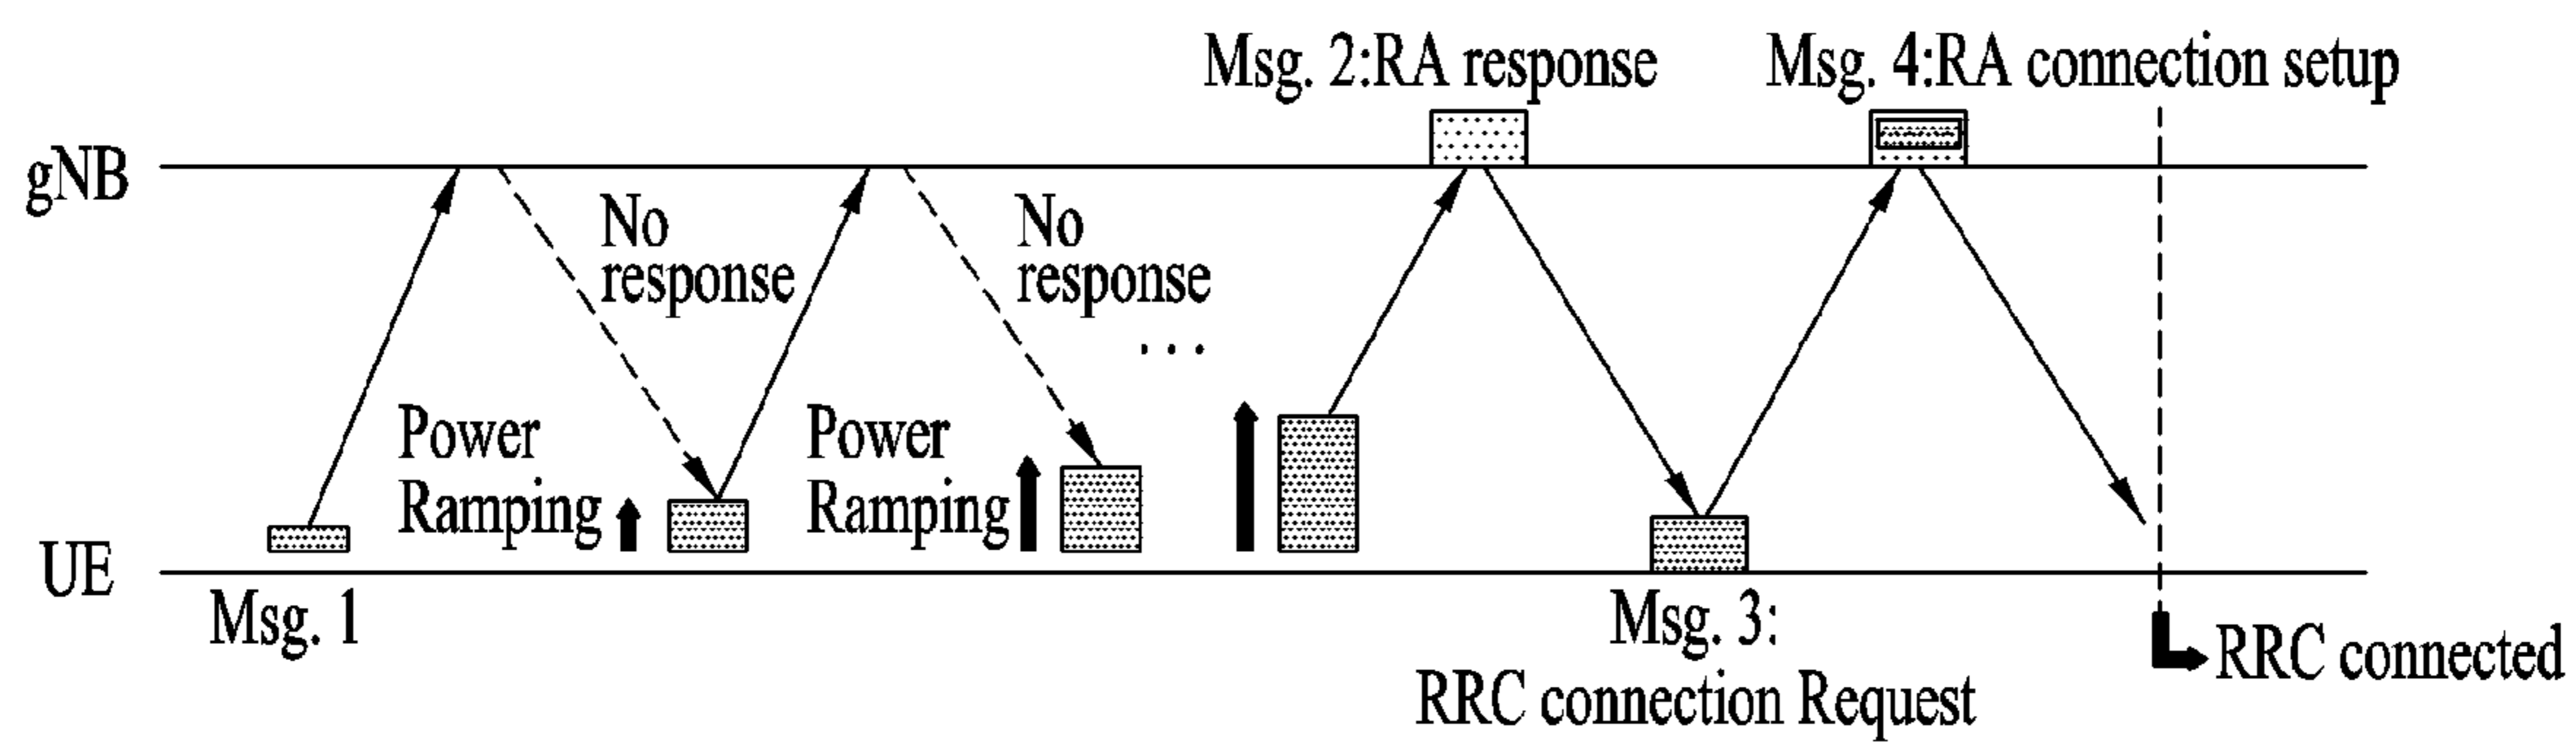 Msg. 2:RA response
Msg. 4:RA connection setup
gNB
No
response
No
response
...
Power
Ramping
Power
Ramping
UE
Msg. 1
Msg. 3:
RRC connection Request
RRC connected